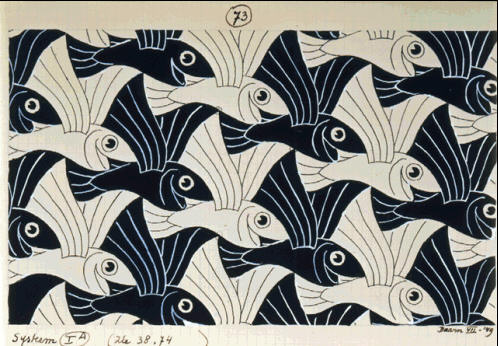 73
System I A (Zie 38, 74)
Baarn VII-'49